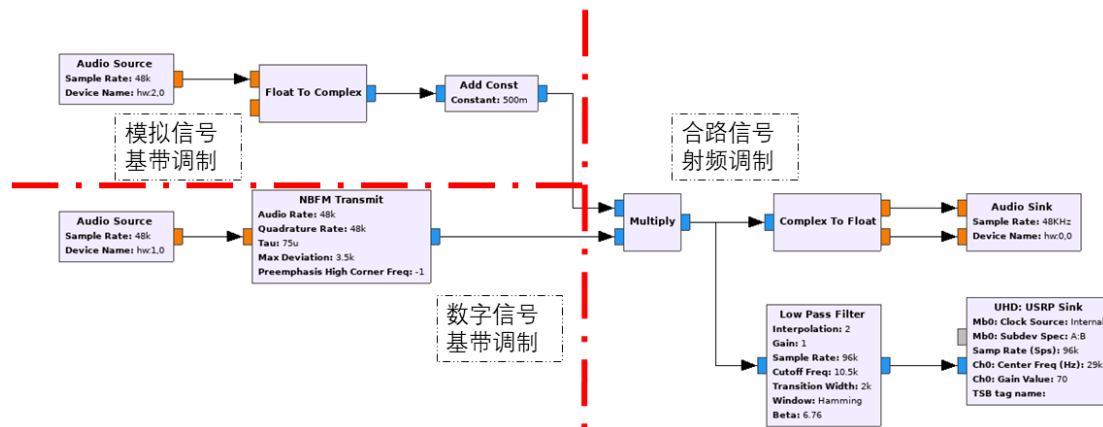 Audio Source
Sample Rate: 48k
Device Name: hw:2,0
Float To Complex
Add Const
Constant: 500m
模拟信号
基带调制
合路信号
射频调制
Audio Source
Sample Rate: 48k
Device Name: hw:1,0
NBFM Transmit
Audio Rate: 48k
Quadrature Rate: 48k
Tau: 75u
Max Deviation: 3.5k
Preemphasis High Corner Freq: -1
Multiply
Complex To Float
Audio Sink
Sample Rate: 48KHz
Device Name: hw:0,0
数字信号
基带调制
Low Pass Filter
Interpolation: 2
Gain: 1
Sample Rate: 96k
Cutoff Freq: 10.5k
Transition Width: 2k
Window: Hamming
Beta: 6.76
UHD: USRP Sink
Mb0: Clock Source: Internal
Mb0: Subdev Spec: A:B
Samp Rate (Sps): 96k
Ch0: Center Freq (Hz): 29k
Ch0: Gain Value: 70
TSB tag name: